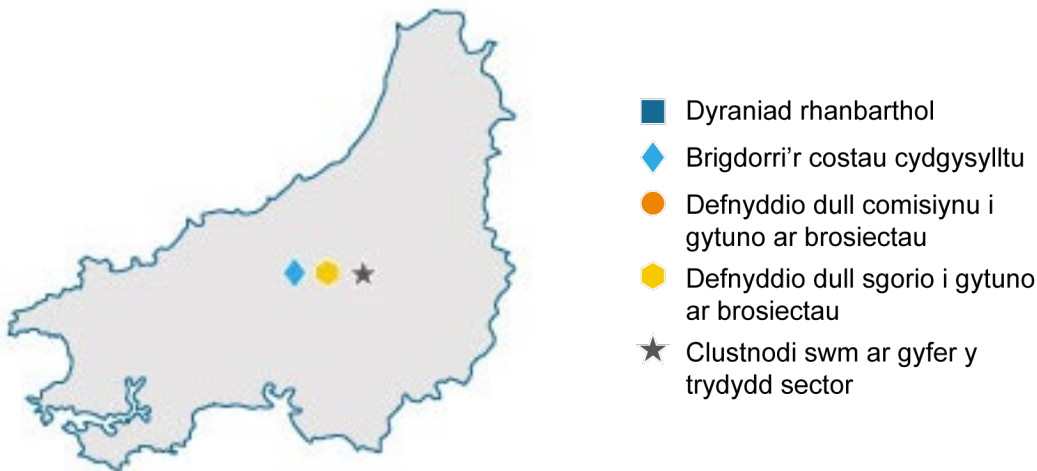 Dyraniad rhanbarthol
Brigdorri’r costau cydgysylltu
Defnyddio dull comisiynu i
gytuno ar brosiectau
Defnyddio dull sgorio i gytuno
ar brosiectau
Clustnodi swm ar gyfer y
trydydd sector